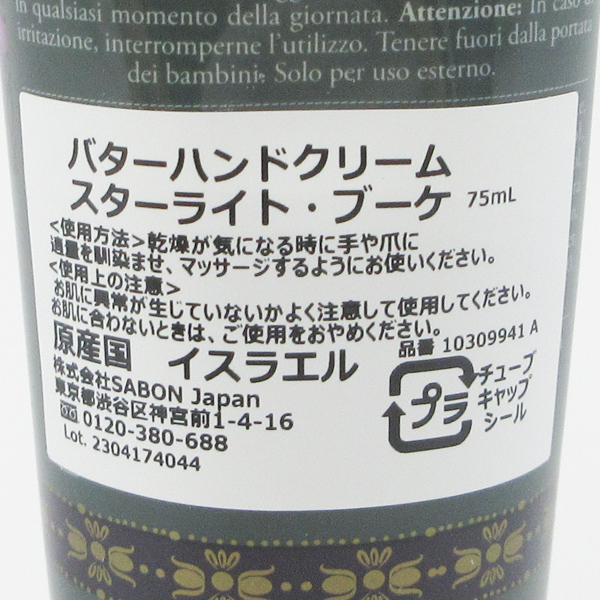 in qualsiasi momento della giornata. Attenzione: In caso di
irritazione, interromperne l'utilizzo. Tenere fuori dalla portata
dei bambini. Solo per uso esterno.
バターハンドクリーム
スターライト・ブーケ 75mL
<使用方法>乾燥が気になる時に手や爪に
適量を馴染ませ、マッサージするようにお使いください。
<使用上の注意>
お肌に異常が生じていないかよく注意して使用してください。
お肌に合わないときは、ご使用をおやめください。
品番 10309941 A
原産国 イスラエル
株式会社SABON Japan
東京都渋谷区神宮前1-4-16
0120-380-688
Lot. 2304174044
プラ
チューブ
キャップ
シール